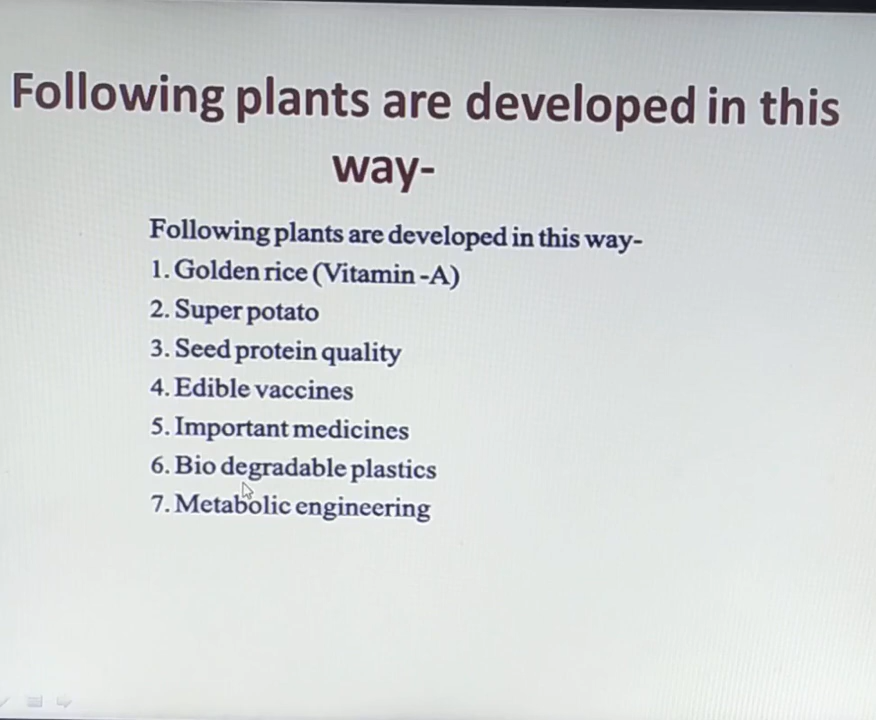 Following plants are developed in this
way-
Following plants are developed in this way-
1. Golden rice (Vitamin -A)
2. Super potato
3. Seed protein quality
4. Edible vaccines
5. Important medicines
6. Bio degradable plastics
7. Metabolic engineering